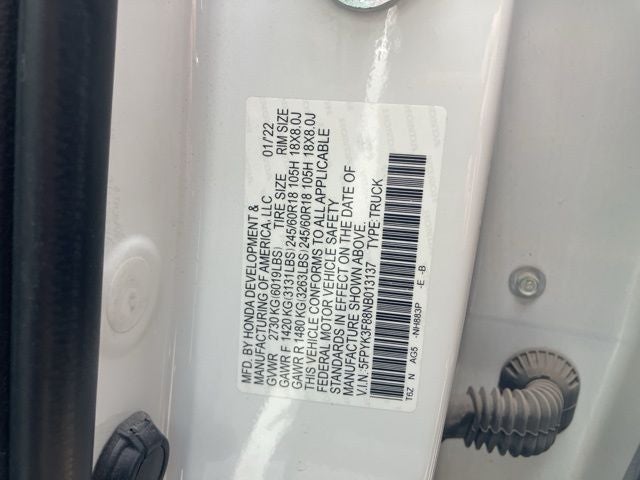 MFD. BY HONDA DEVELOPMENT &
MANUFACTURING OF AMERICA, LLC 01/22
GVWR 2730 KG(6019LBS) TIRE SIZE RIM SIZE
GAWR F 1420 KG(3131LBS) 245/60R18 105H 18X8.0J
GAWR R 1480 KG(3263LBS) 245/60R18 105H 18X8.0J
THIS VEHICLE CONFORMS TO ALL APPLICABLE
FEDERAL MOTOR VEHICLE SAFETY
STANDARDS IN EFFECT ON THE DATE OF
MANUFACTURE SHOWN ABOVE.
V.I.N:5FPYK3F88NB013137 TYPE:TRUCK
T6Z N AG5 -NH883P -E -B